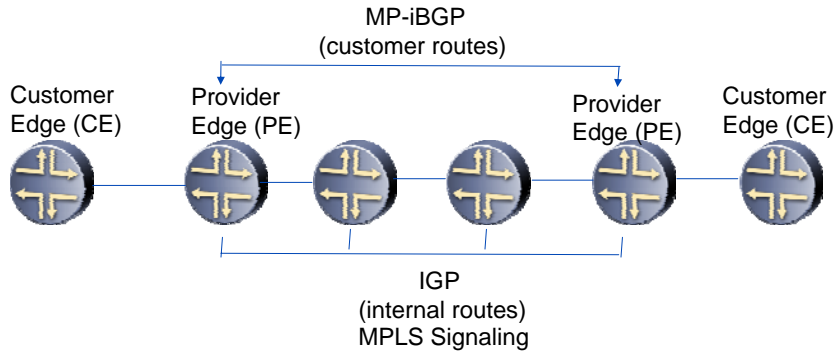 MP-iBGP
(customer routes)
Customer
Edge (CE)
Provider
Edge (PE)
Provider
Edge (PE)
Customer
Edge (CE)
IGP
(internal routes)
MPLS Signaling